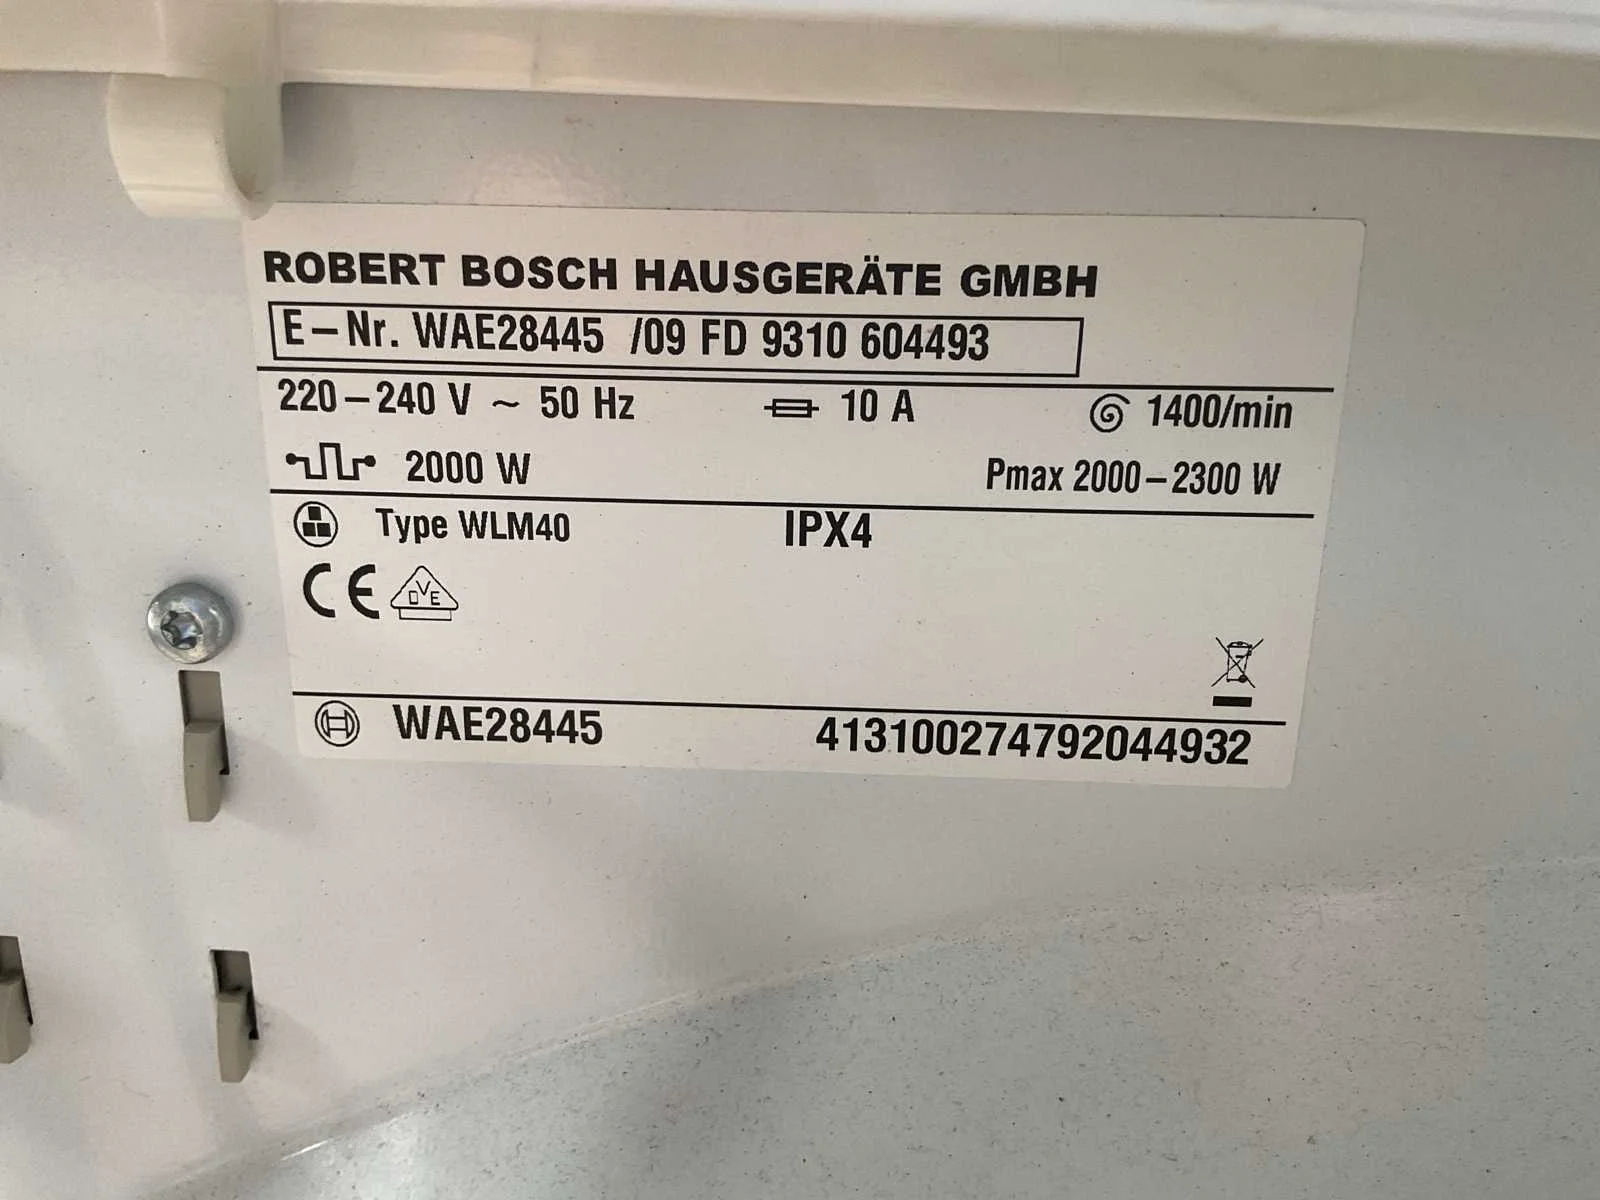 ROBERT BOSCH HAUSGERÄTE GMBH
E-Nr. WAE28445 /09 FD 9310 604493
220-240 V ~ 50 Hz 10 A 1400/min
2000 W Pmax 2000-2300 W
Type WLM40 IPX4
CE DVE
WAE28445 413100274792044932